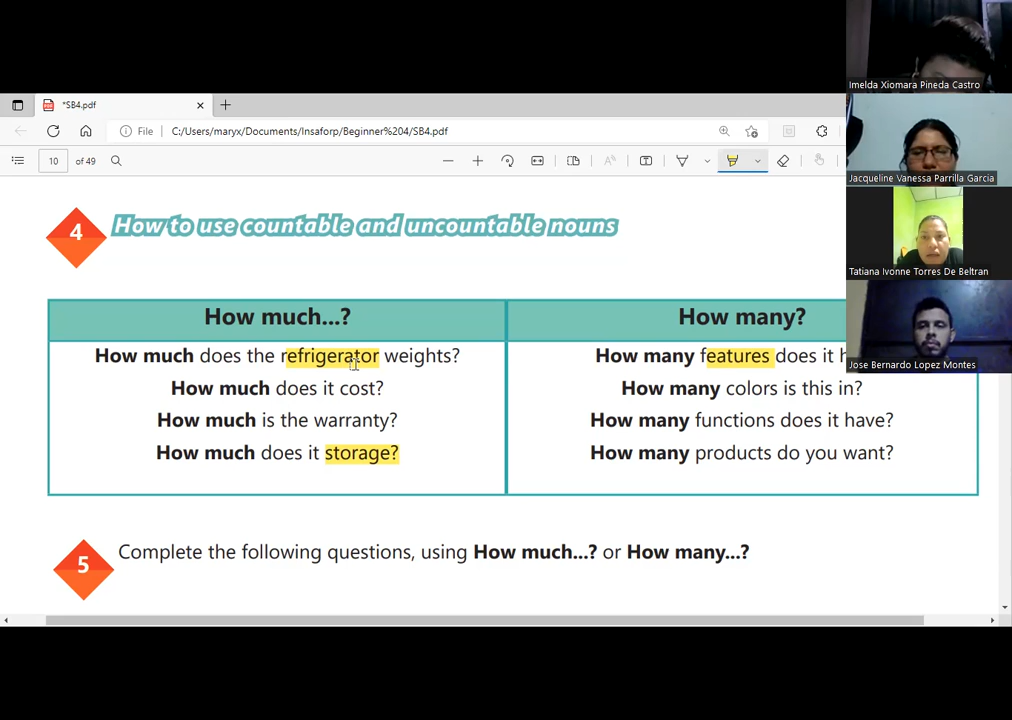 *SB4.pdf
File C:/Users/maryx/Documents/Insaforp/Beginner%204/SB4.pdf
10 of 49
4 How to use countable and uncountable nouns
How much...?
How much does the refrigerator weights?
How much does it cost?
How much is the warranty?
How much does it storage?
How many?
How many features does it h
How many colors is this in?
How many functions does it have?
How many products do you want?
5 Complete the following questions, using How much...? or How many...?
Imelda Xiomara Pineda Castro
Jacqueline Vanessa Parrilla Garcia
Tatiana Ivonne Torres De Beltran
Jose Bernardo Lopez Montes